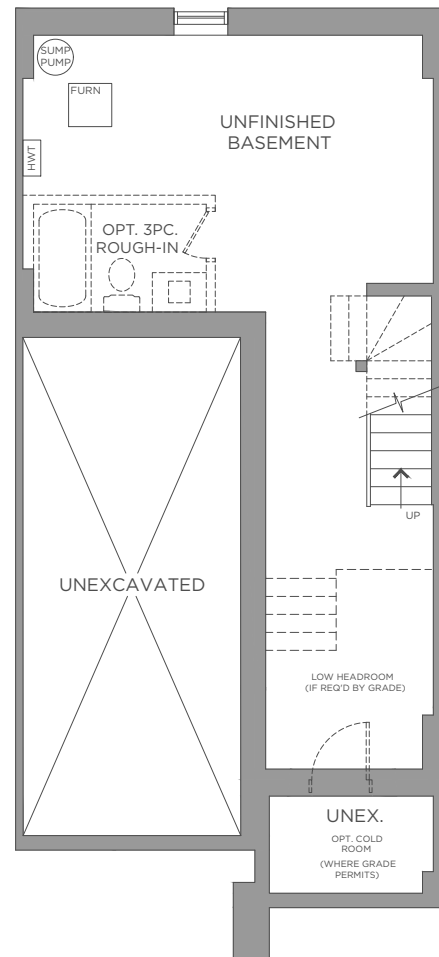 SUMP
PUMP
FURN
UNFINISHED
BASEMENT
HWT
OPT. 3PC.
ROUGH-IN
UP
UNEXCAVATED
LOW HEADROOM
(IF REQ'D BY GRADE)
UNEX.
OPT. COLD
ROOM
(WHERE GRADE
PERMITS)